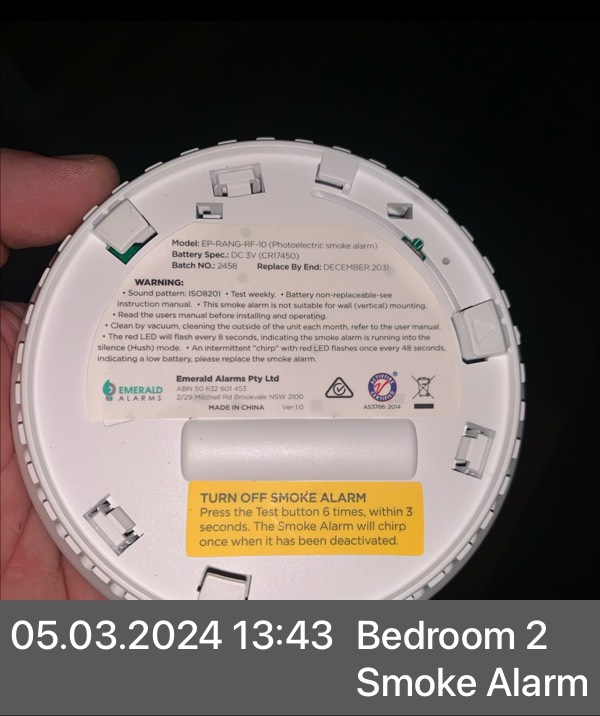 Model: EP-RANG-RF-10 (Photoelectric smoke alarm)
Battery Spec.: DC 3V (CR17450)
Batch NO.: 2458 Replace By End: DECEMBER 2031
WARNING:
• Sound pattern: ISO8201 • Test weekly. • Battery non-replaceable-see
instruction manual. • This smoke alarm is not suitable for wall (vertical) mounting.
• Read the users manual before installing and operating.
• Clean by vacuum, cleaning the outside of the unit each month, refer to the user manual.
• The red LED will flash every 8 seconds, indicating the smoke alarm is running into the
silence (Hush) mode. • An intermittent "chirp" with red LED flashes once every 48 seconds,
indicating a low battery, please replace the smoke alarm.
EMERALD
ALARMS
Emerald Alarms Pty Ltd
ABN 50 632 601 453
2/29 Mitchell Rd Brookvale NSW 2100
MADE IN CHINA Ver:1.0
AS3786: 2014
TURN OFF SMOKE ALARM
Press the Test button 6 times, within 3
seconds. The Smoke Alarm will chirp
once when it has been deactivated.
05.03.2024 13:43 Bedroom 2
Smoke Alarm